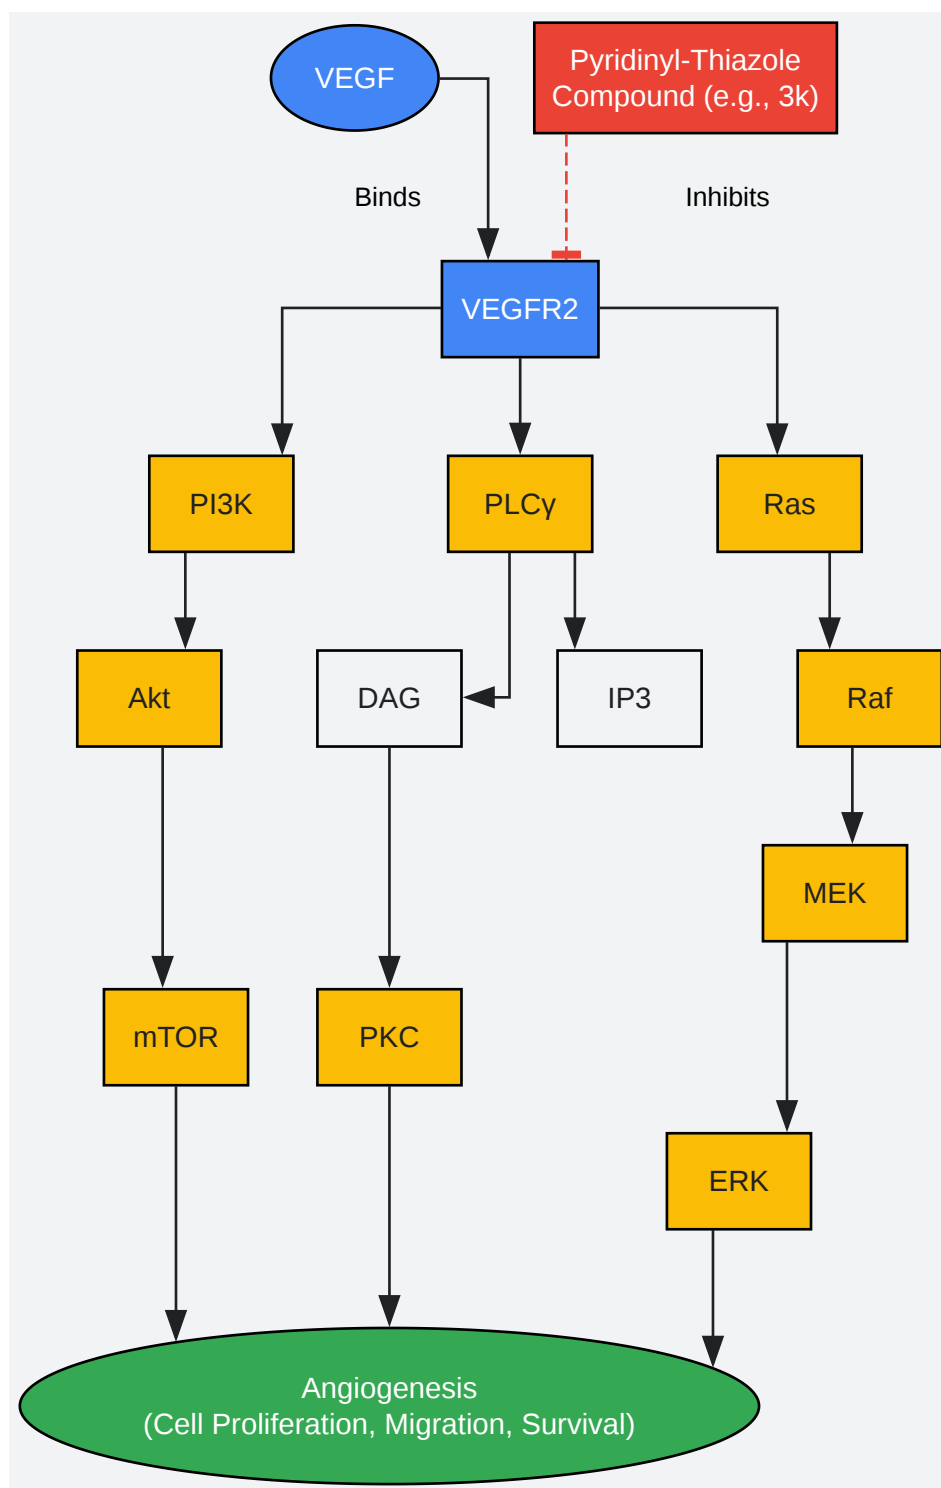 VEGF
Pyridinyl-Thiazole
Compound (e.g., 3k)
Binds
Inhibits
VEGFR2
PI3K
PLCγ
Ras
Akt
DAG
IP3
Raf
MEK
mTOR
PKC
ERK
Angiogenesis
(Cell Proliferation, Migration, Survival)